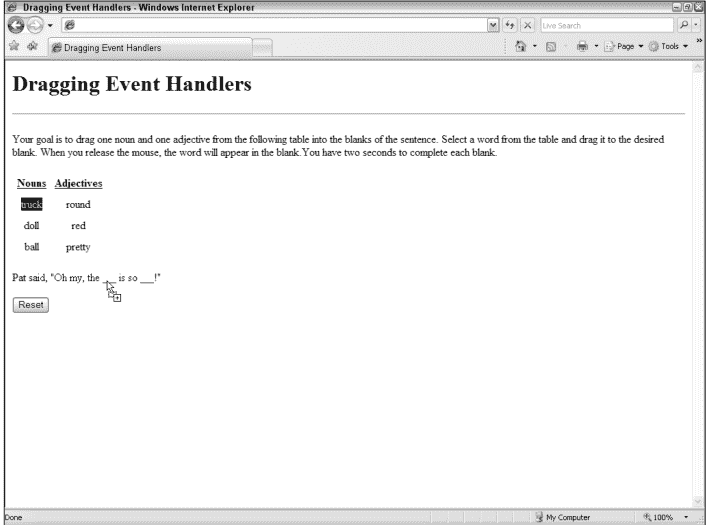 Dragging Event Handlers - Windows Internet Explorer
Live Search
Dragging Event Handlers
Page
Tools
Dragging Event Handlers
Your goal is to drag one noun and one adjective from the following table into the blanks of the sentence. Select a word from the table and drag it to the desired
blank. When you release the mouse, the word will appear in the blank.You have two seconds to complete each blank.
Nouns Adjectives
truck round
doll red
ball pretty
Pat said, "Oh my, the ___ is so ___!"
Reset
Done
My Computer
100%